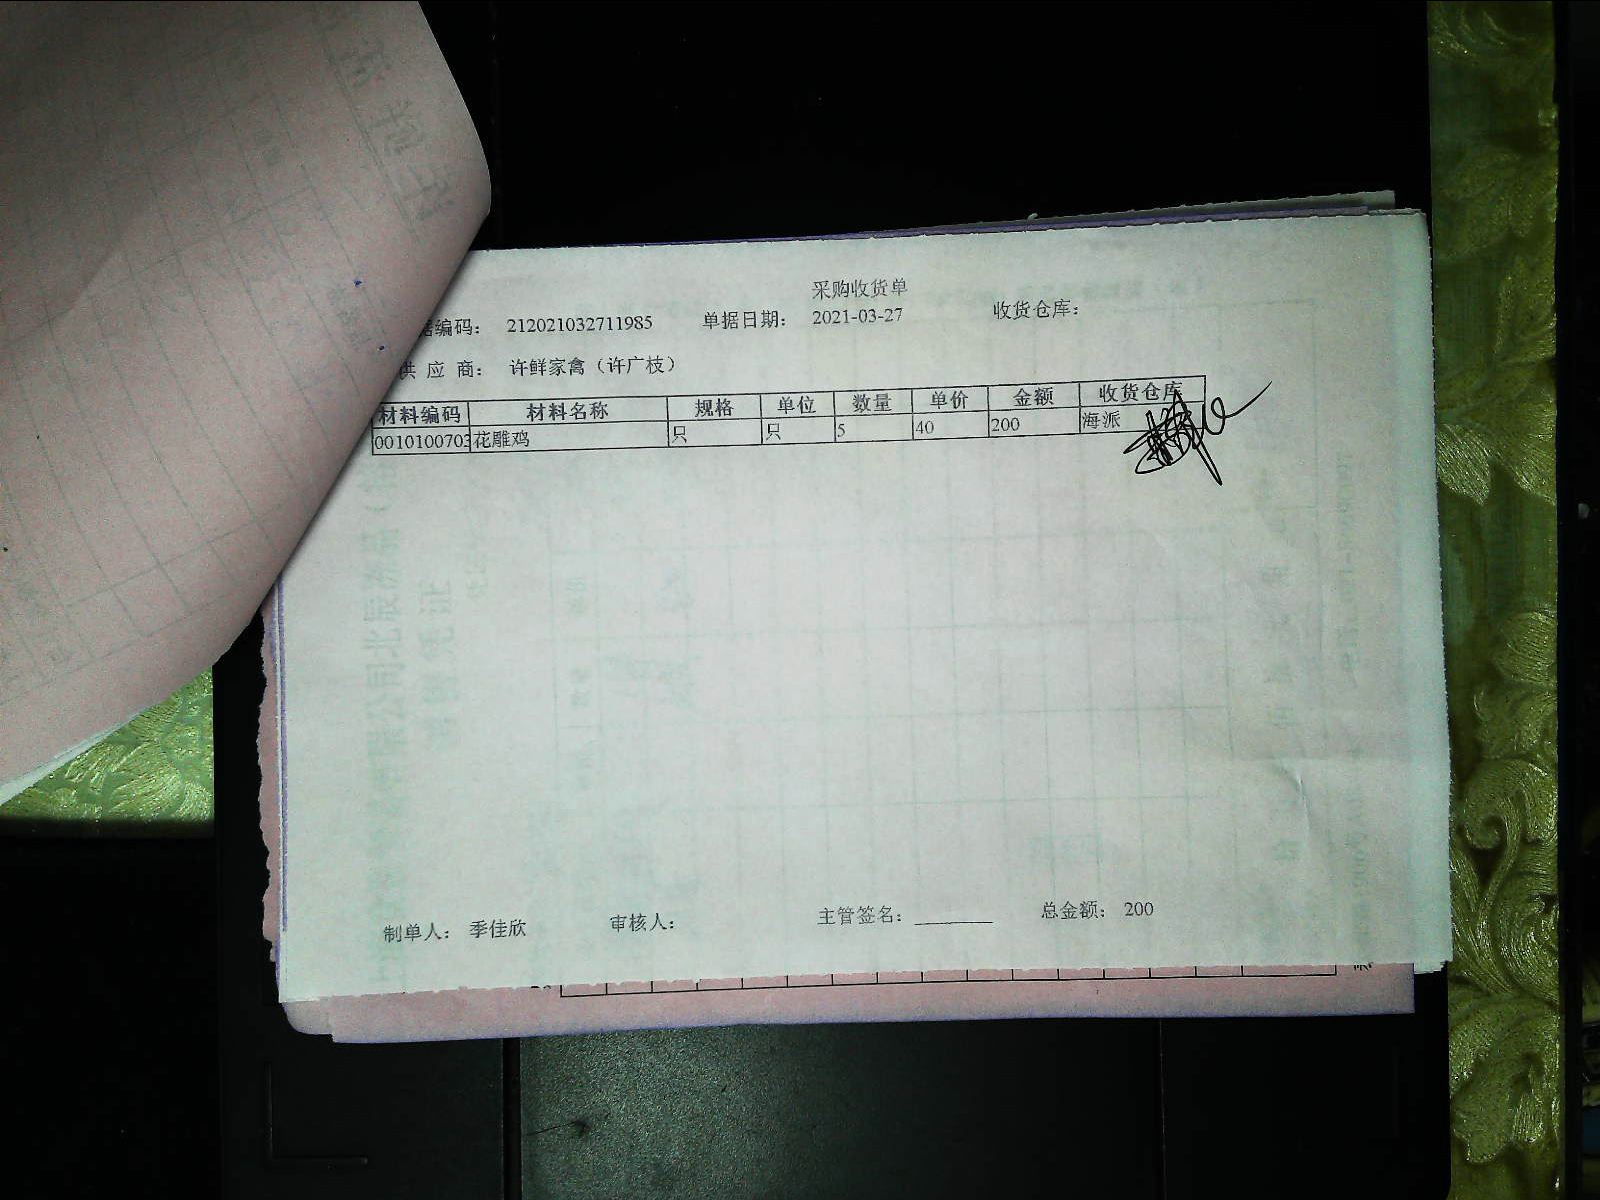 采购收货单
据编码： 212021032711985 单据日期： 2021-03-27 收货仓库：
供 应 商： 许鲜家禽（许广枝）
材料编码 材料名称 规格 单位 数量 单价 金额 收货仓库
0010100703 花雕鸡 只 只 5 40 200 海派
制单人： 季佳欣 审核人： 主管签名： 总金额： 200